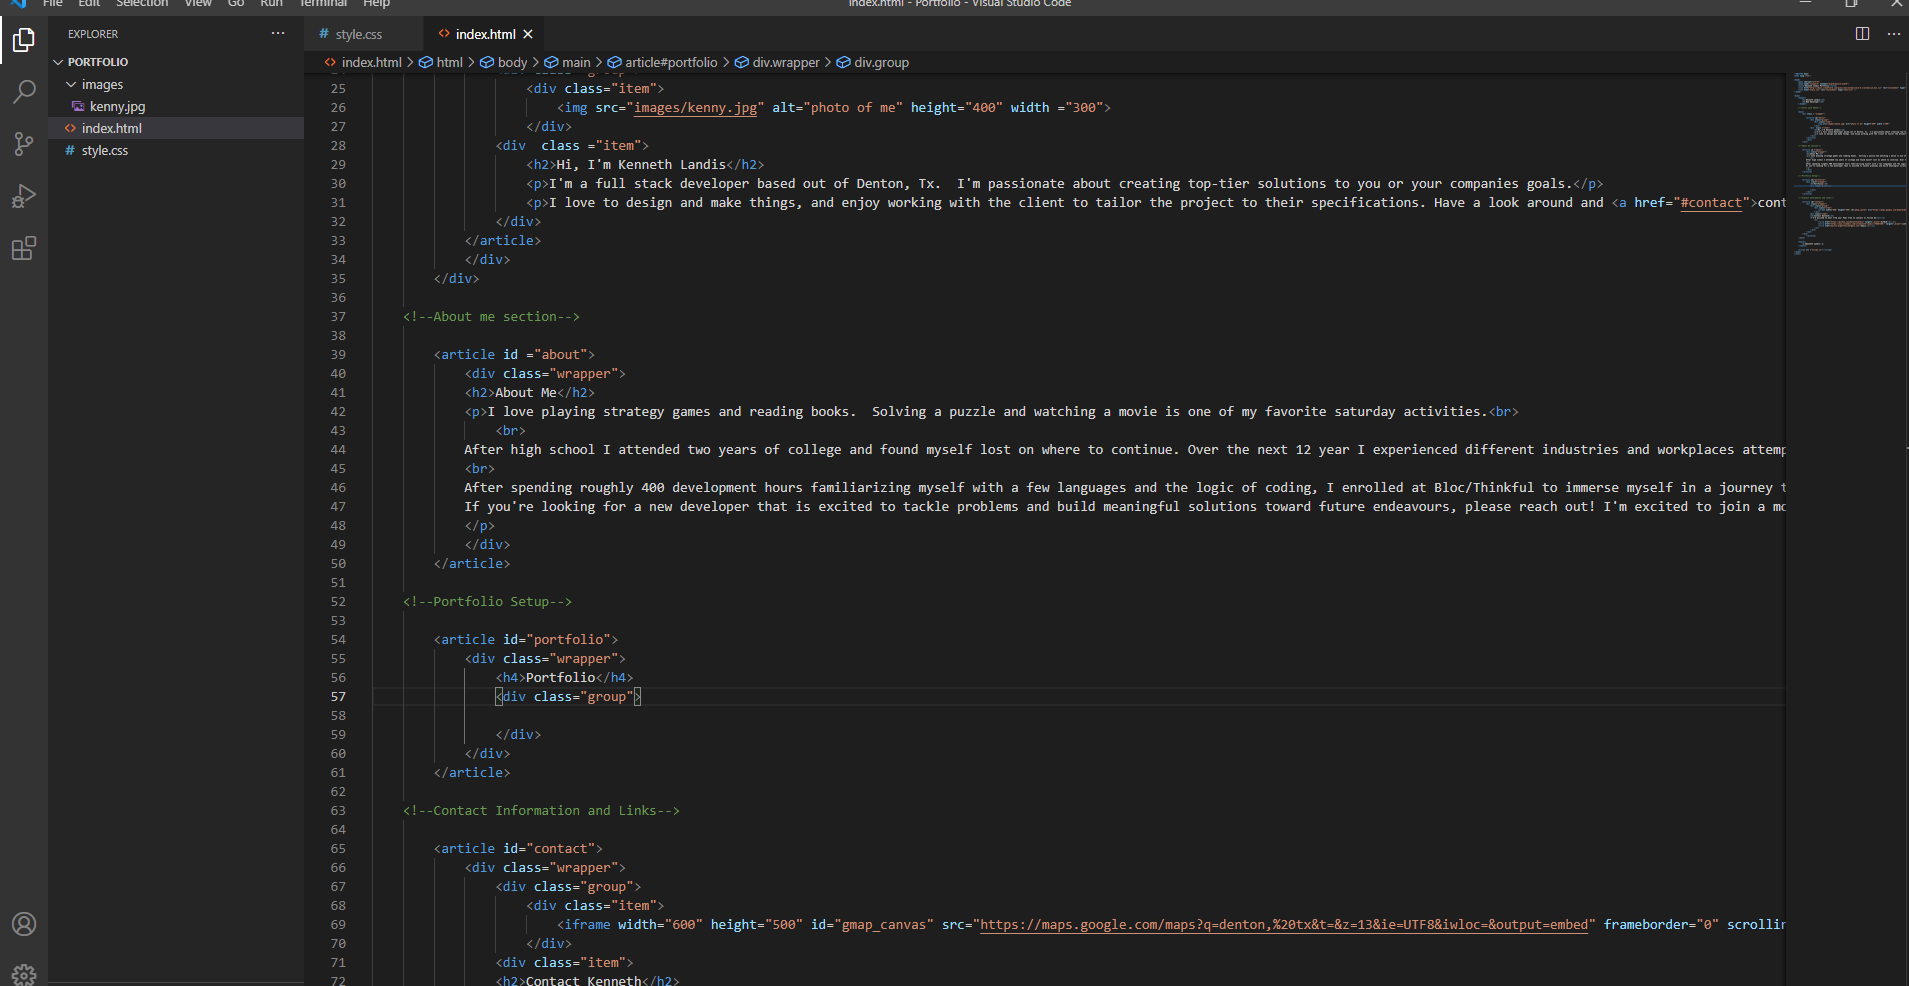 File Edit Selection View Go Run Terminal Help index.html - Portfolio - Visual Studio Code
EXPLORER ···
PORTFOLIO
images
kenny.jpg
index.html
# style.css
# style.css <> index.html ×
<> index.html > html > body > main > article#portfolio > div.wrapper > div.group
25 <div class="item">
26 <img src="images/kenny.jpg" alt="photo of me" height="400" width ="300">
27 </div>
28 <div  class ="item">
29 <h2>Hi, I'm Kenneth Landis</h2>
30 <p>I'm a full stack developer based out of Denton, Tx.  I'm passionate about creating top-tier solutions to you or your companies goals.</p>
31 <p>I love to design and make things, and enjoy working with the client to tailor the project to their specifications. Have a look around and <a href="#contact">cont
32 </div>
33 </article>
34 </div>
35 </div>
36
37 <!--About me section-->
38
39 <article id ="about">
40 <div class="wrapper">
41 <h2>About Me</h2>
42 <p>I love playing strategy games and reading books.  Solving a puzzle and watching a movie is one of my favorite saturday activities.<br>
43 <br>
44 After high school I attended two years of college and found myself lost on where to continue. Over the next 12 year I experienced different industries and workplaces attemp
45 <br>
46 After spending roughly 400 development hours familiarizing myself with a few languages and the logic of coding, I enrolled at Bloc/Thinkful to immerse myself in a journey t
47 If you're looking for a new developer that is excited to tackle problems and build meaningful solutions toward future endeavours, please reach out! I'm excited to join a mo
48 </p>
49 </div>
50 </article>
51
52 <!--Portfolio Setup-->
53
54 <article id="portfolio">
55 <div class="wrapper">
56 <h4>Portfolio</h4>
57 <div class="group">
58
59 </div>
60 </div>
61 </article>
62
63 <!--Contact Information and Links-->
64
65 <article id="contact">
66 <div class="wrapper">
67 <div class="group">
68 <div class="item">
69 <iframe width="600" height="500" id="gmap_canvas" src="https://maps.google.com/maps?q=denton,%20tx&t=&z=13&ie=UTF8&iwloc=&output=embed" frameborder="0" scrollin
70 </div>
71 <div class="item">
72 <h2>Contact Kenneth</h2>